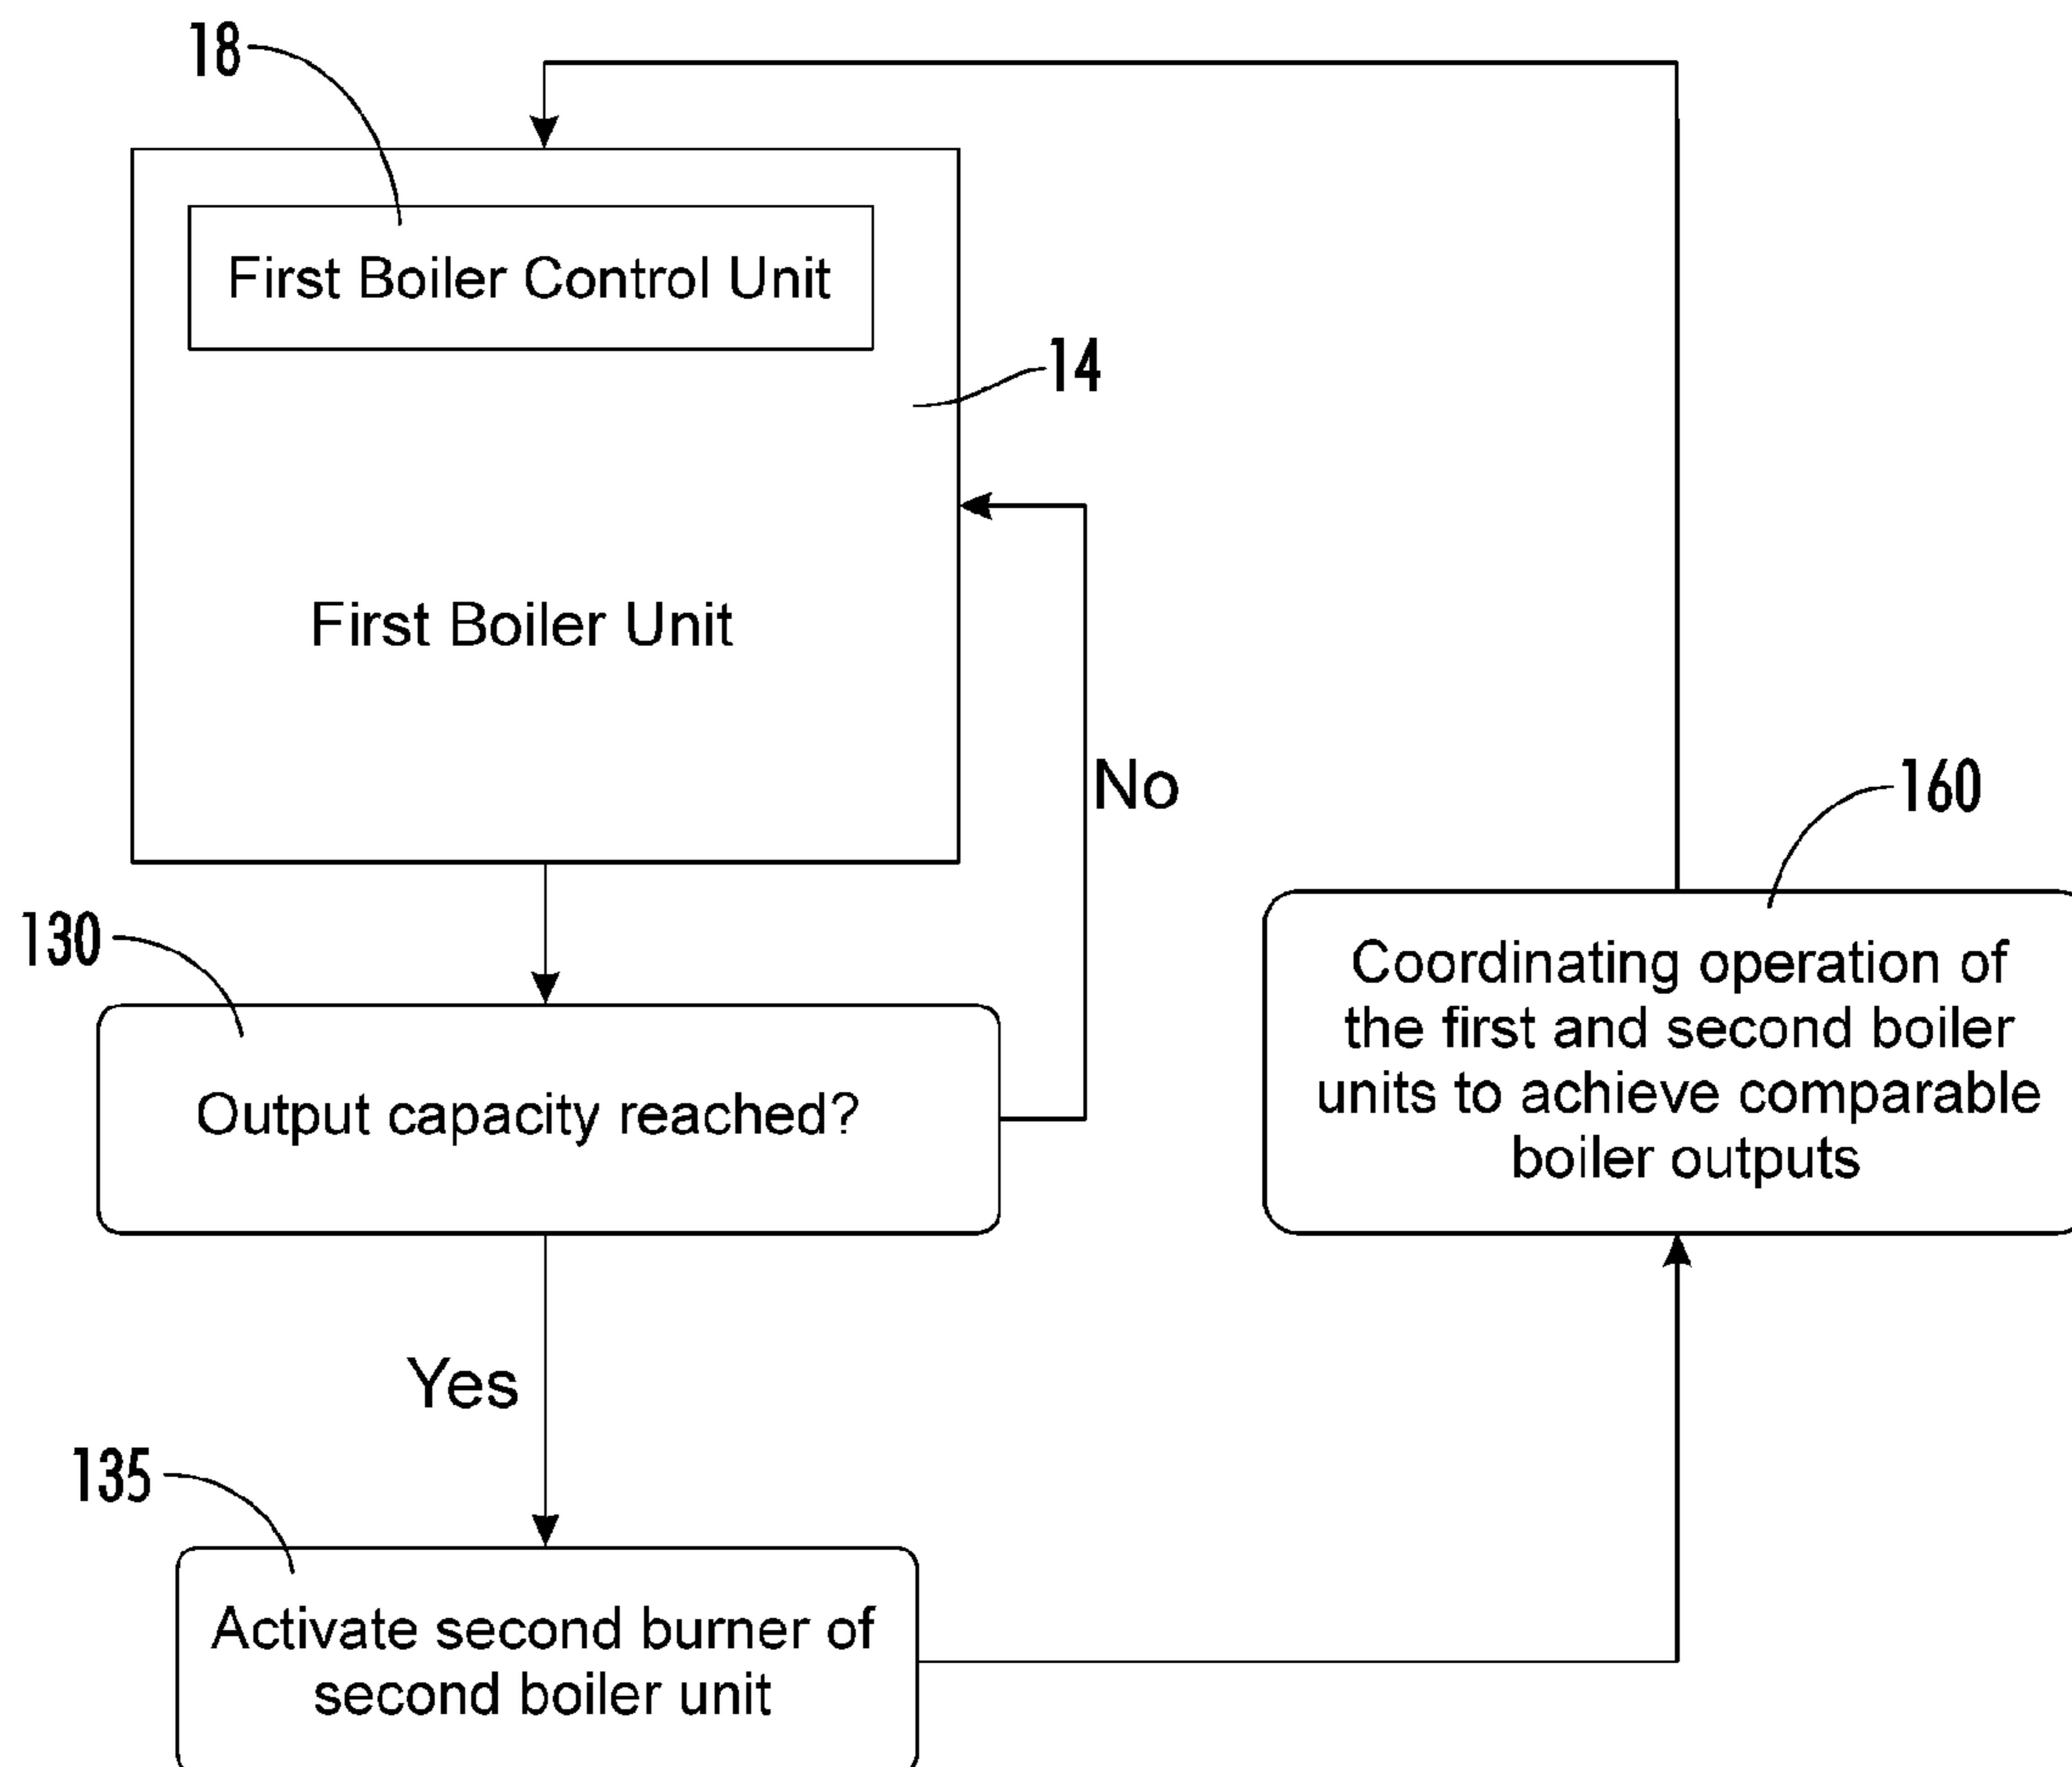 18
First Boiler Control Unit
14
First Boiler Unit
No
160
130
Coordinating operation of
the first and second boiler
units to achieve comparable
boiler outputs
Output capacity reached?
Yes
135
Activate second burner of
second boiler unit